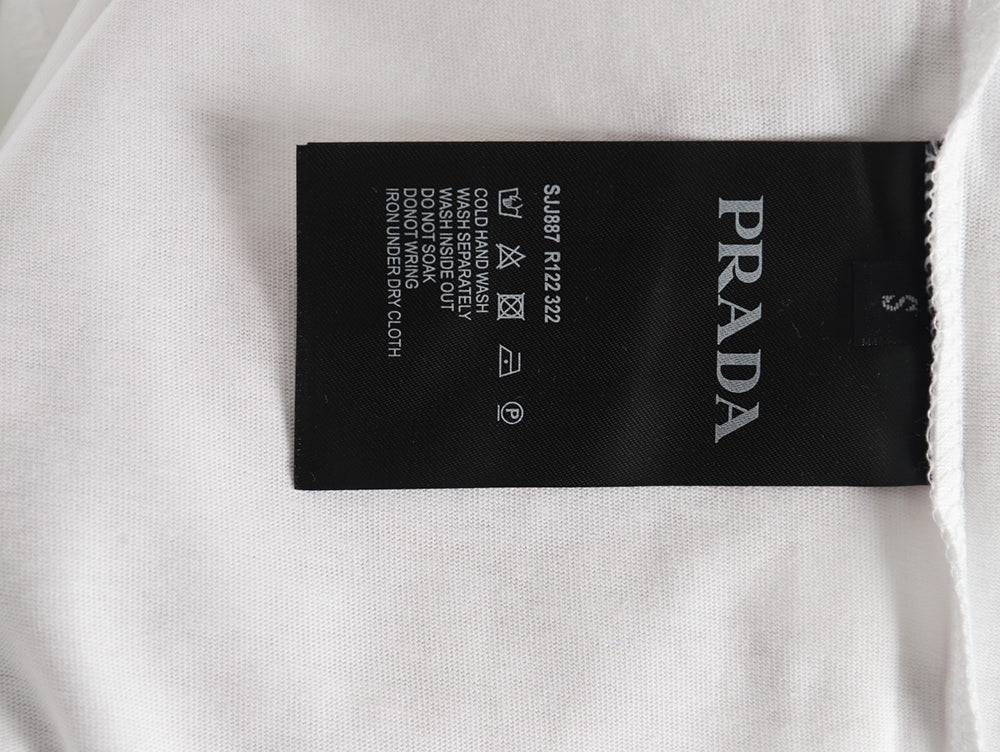 S
PRADA
SJJ887 R122 322
P
COLD HAND WASH
WASH SEPARATELY
WASH INSIDE OUT
DO NOT SOAK
DONOT WRING
IRON UNDER DRY CLOTH